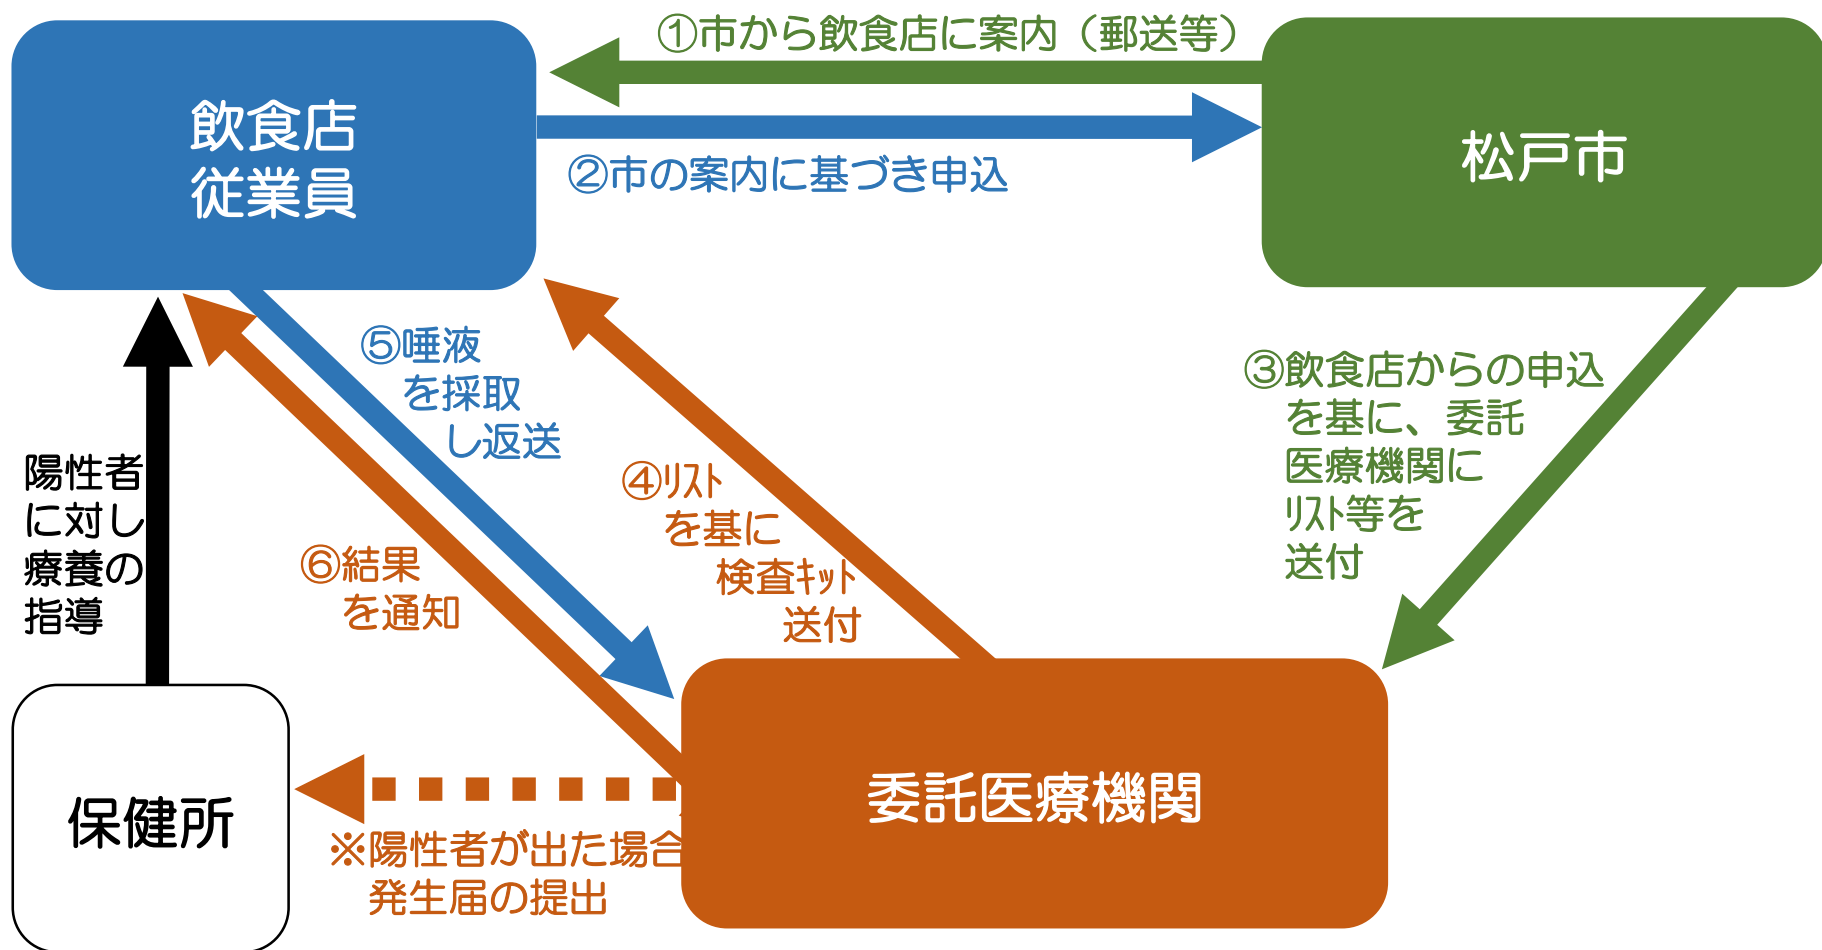 ①市から飲食店に案内（郵送等）
飲食店
従業員
松戸市
②市の案内に基づき申込
⑤唾液
を採取
し返送
③飲食店からの申込
を基に、委託
医療機関に
ﾘｽﾄ等を
送付
④ﾘｽﾄ
を基に
検査ｷｯﾄ
送付
陽性者
に対し
療養の
指導
⑥結果
を通知
保健所
委託医療機関
※陽性者が出た場合
発生届の提出